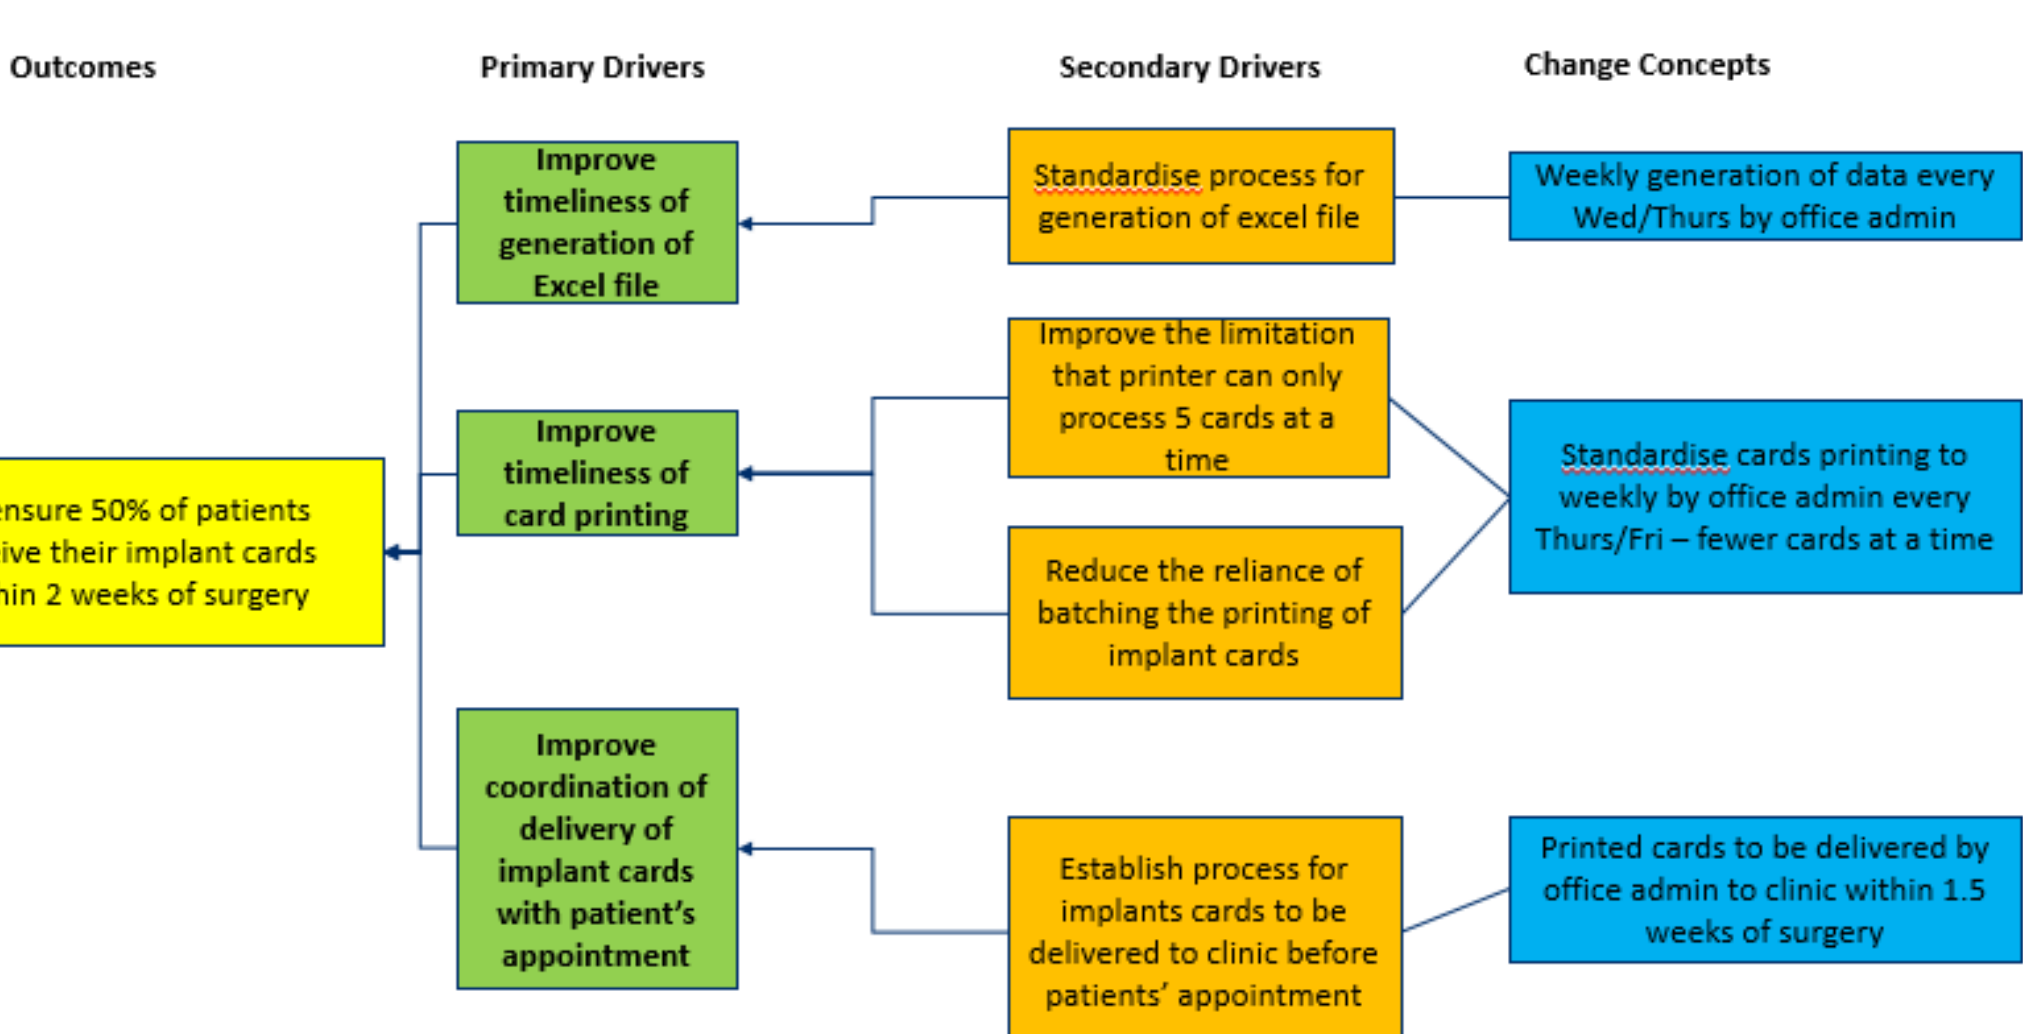 Outcomes
Primary Drivers
Secondary Drivers
Change Concepts
ensure 50% of patients
ive their implant cards
hin 2 weeks of surgery
Improve
timeliness of
generation of
Excel file
Improve
timeliness of
card printing
Improve
coordination of
delivery of
implant cards
with patient’s
appointment
Standardise process for
generation of excel file
Improve the limitation
that printer can only
process 5 cards at a
time
Reduce the reliance of
batching the printing of
implant cards
Establish process for
implants cards to be
delivered to clinic before
patients’ appointment
Weekly generation of data every
Wed/Thurs by office admin
Standardise cards printing to
weekly by office admin every
Thurs/Fri – fewer cards at a time
Printed cards to be delivered by
office admin to clinic within 1.5
weeks of surgery